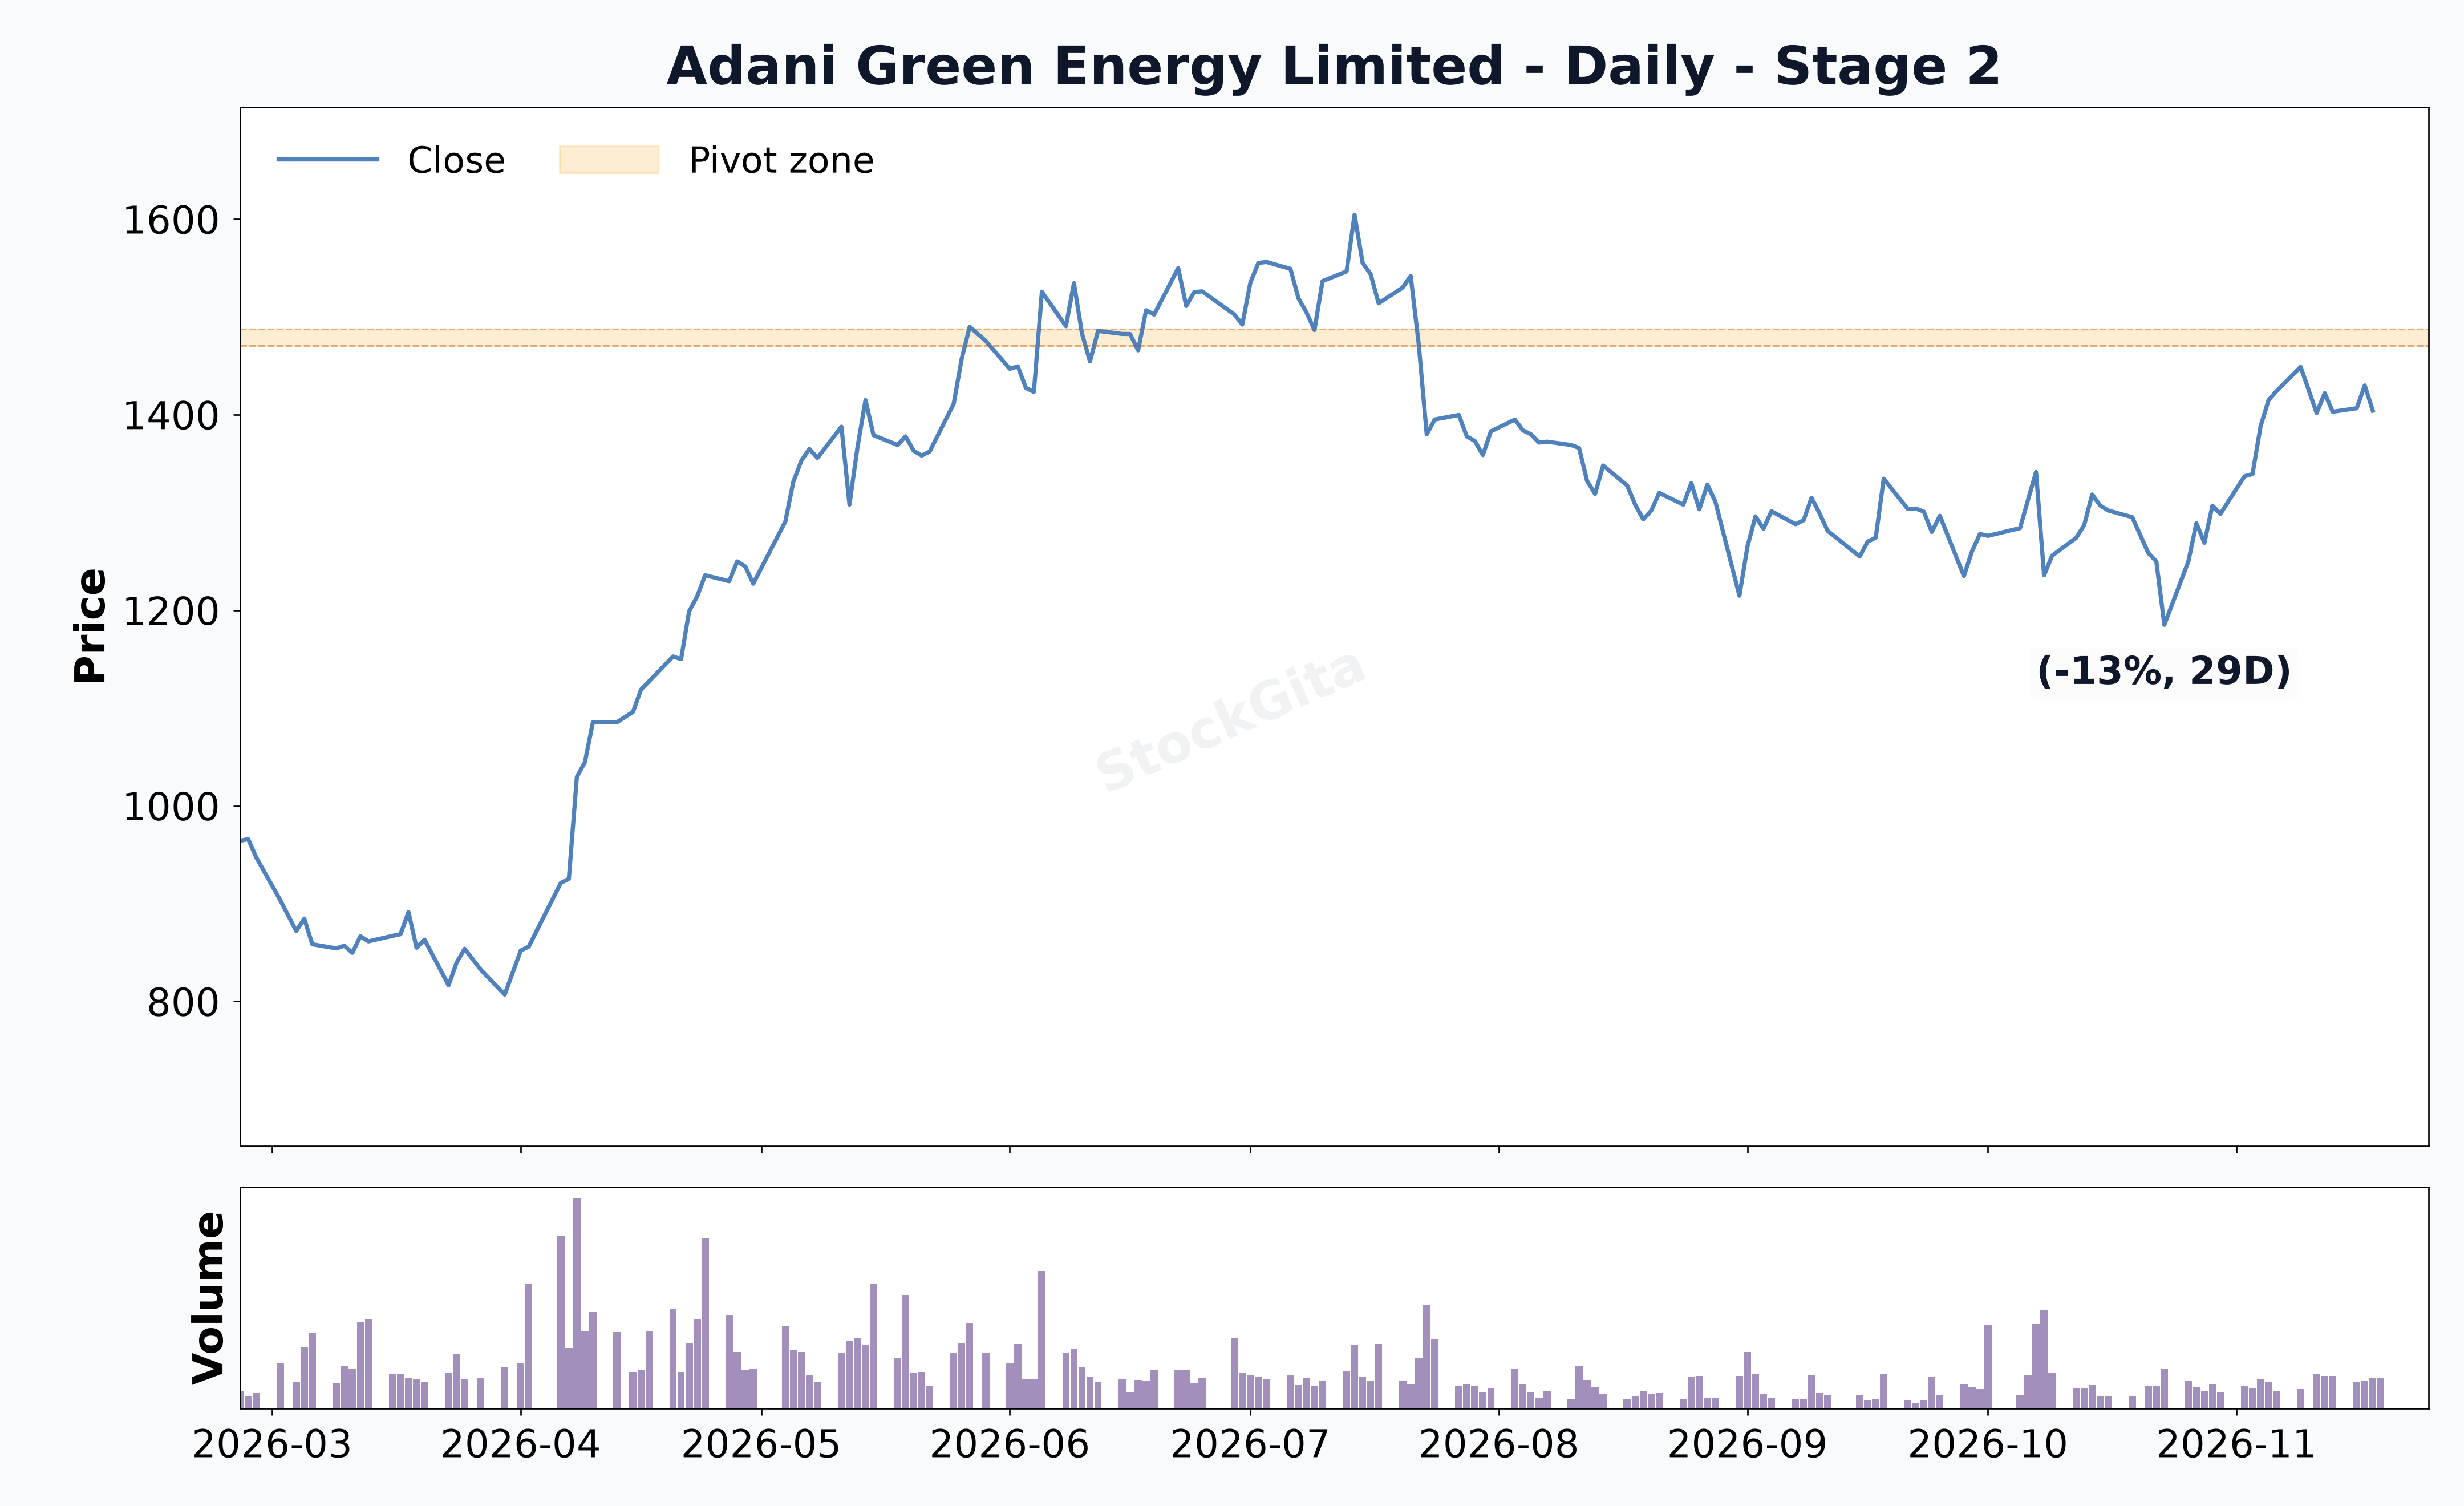 Adani Green Energy Limited - Daily - Stage 2
Close
Pivot zone
1600
1400
1200
1000
800
Price
(-13%, 29D)
StockGita
Volume
2026-03
2026-04
2026-05
2026-06
2026-07
2026-08
2026-09
2026-10
2026-11